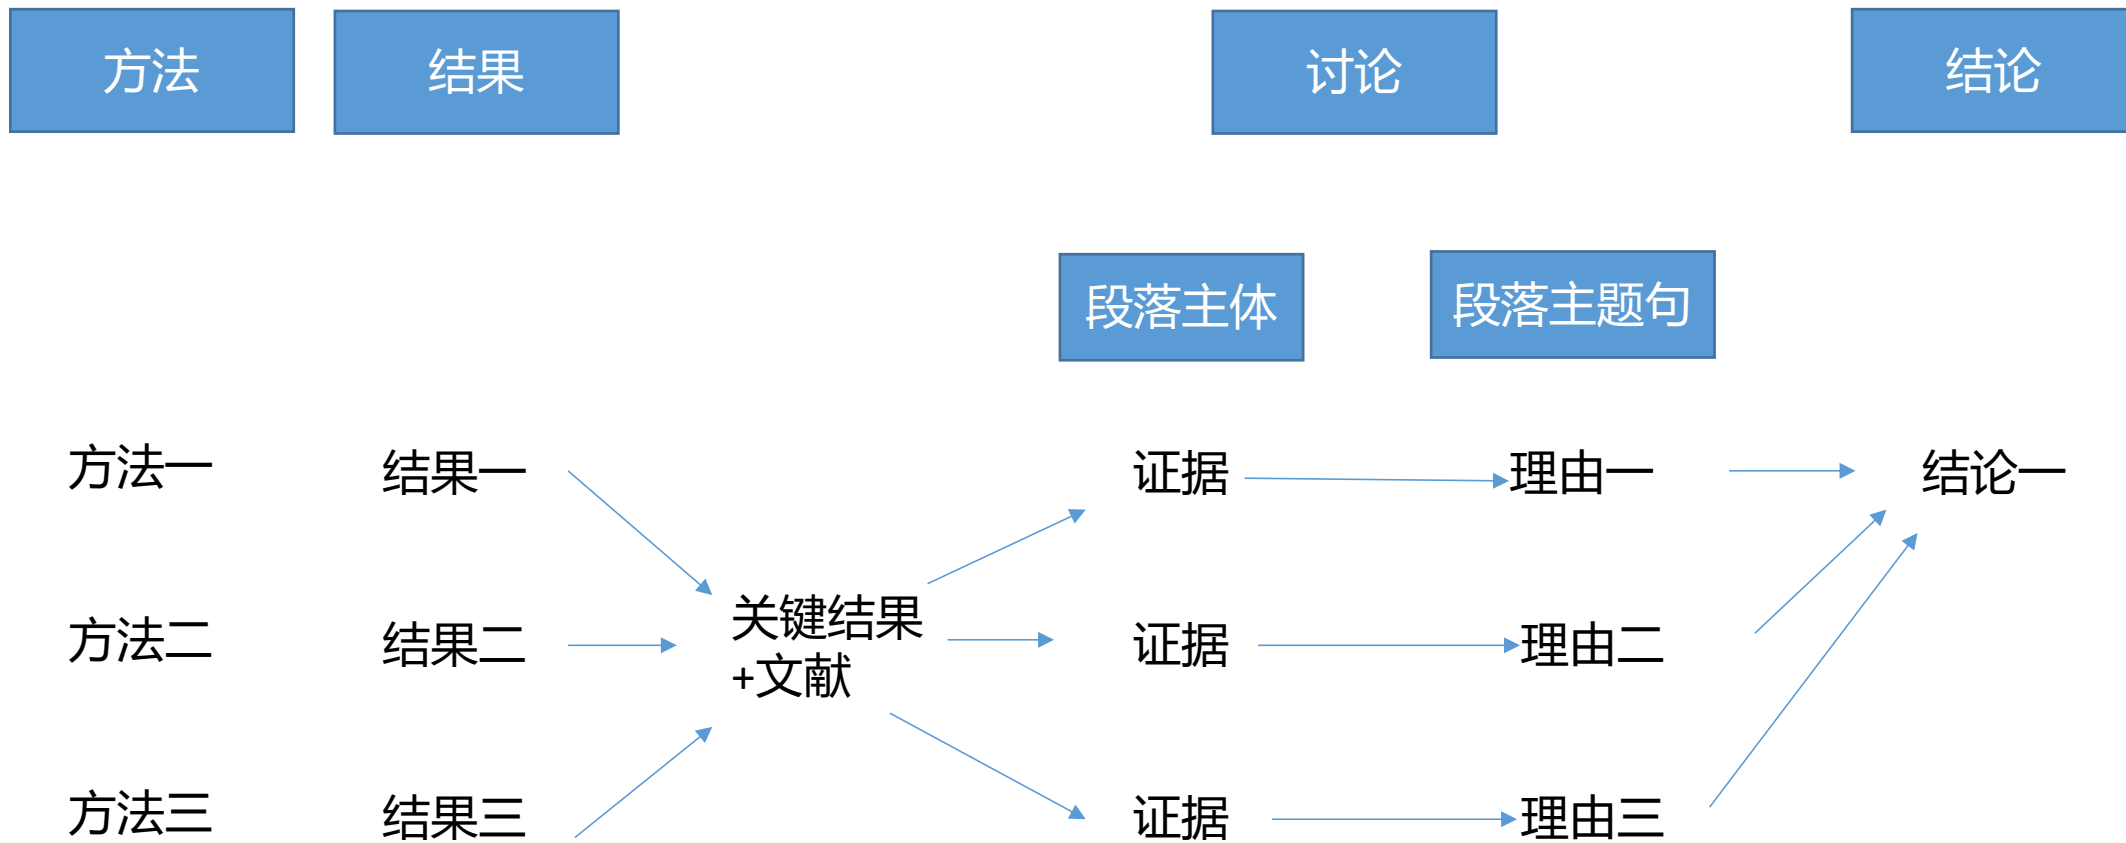 方法
结果
讨论
结论
段落主体
段落主题句
方法一
结果一
证据
理由一
结论一
方法二
结果二
关键结果
+文献
证据
理由二
方法三
结果三
证据
理由三